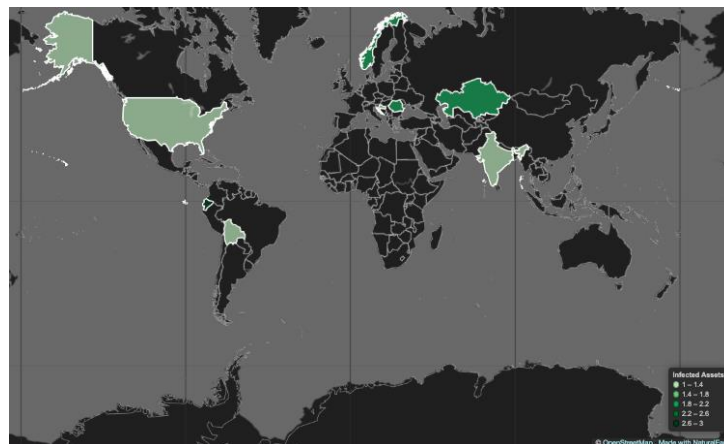 Infected Assets
1 – 1.4
1.4 – 1.8
1.8 – 2.2
2.2 – 2.6
2.6 – 3
© OpenStreetMap, Made with NaturalEa